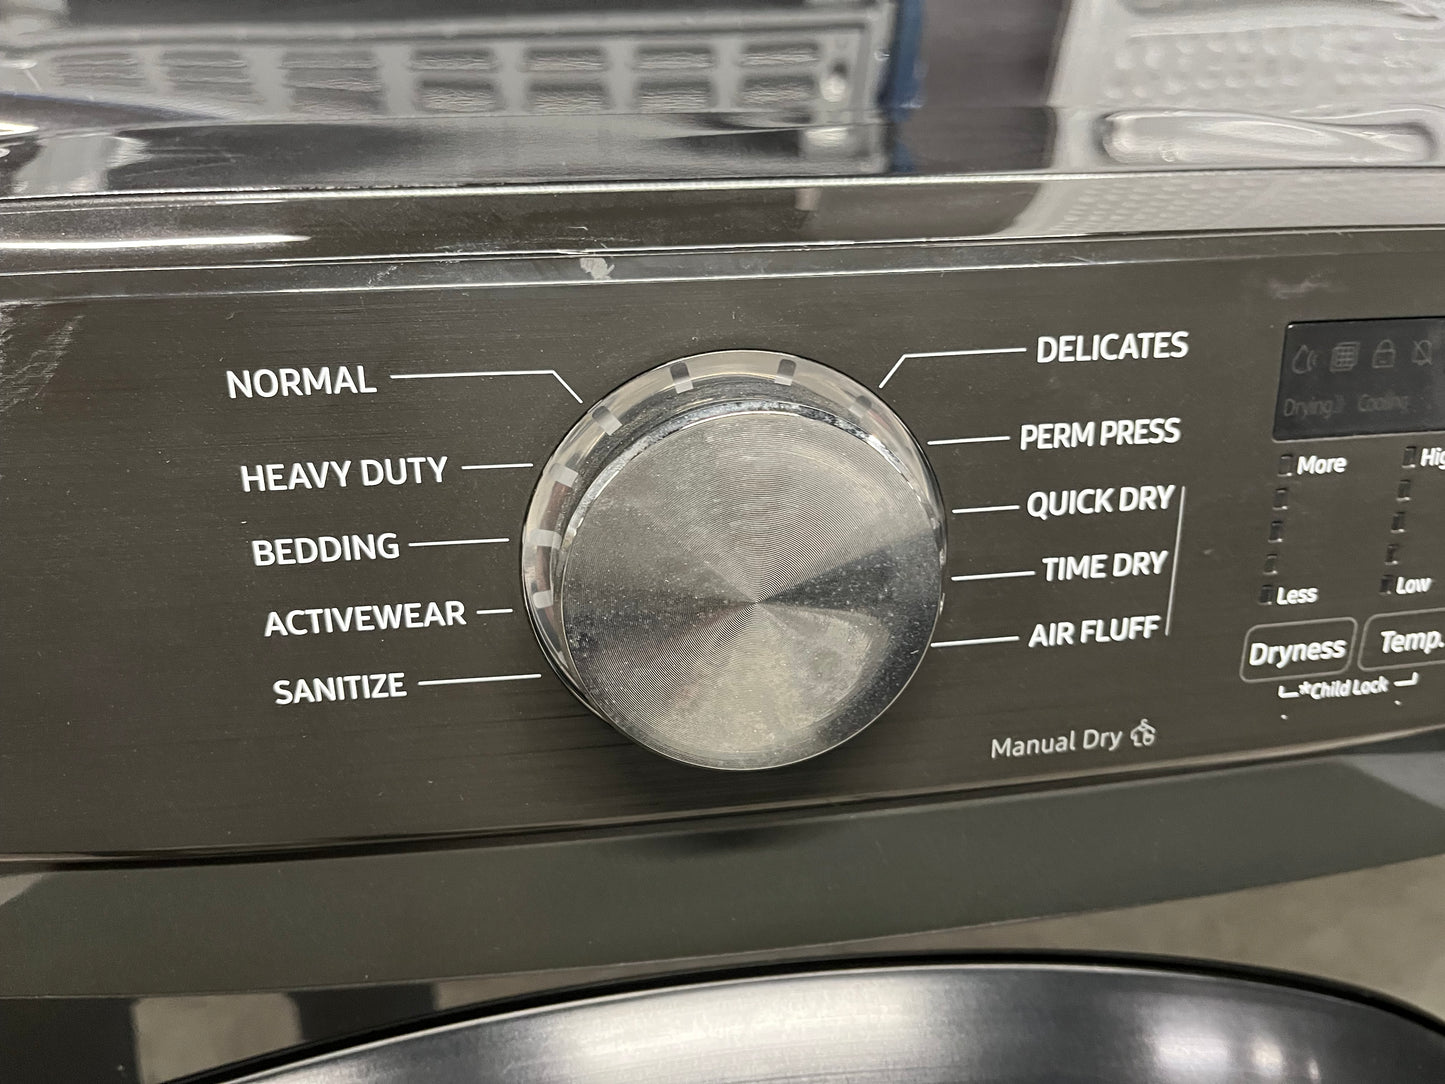 NORMAL
HEAVY DUTY
BEDDING
ACTIVEWEAR
SANITIZE
DELICATES
PERM PRESS
QUICK DRY
TIME DRY
AIR FLUFF
Manual Dry
Drying
Cooling
More
Less
Low
Dryness
Temp.
*Child Lock